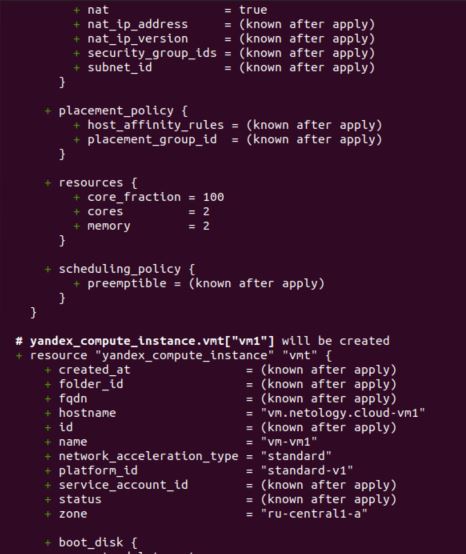 + nat                = true
+ nat_ip_address     = (known after apply)
+ nat_ip_version     = (known after apply)
+ security_group_ids = (known after apply)
+ subnet_id          = (known after apply)
}
+ placement_policy {
+ host_affinity_rules = (known after apply)
+ placement_group_id  = (known after apply)
}
+ resources {
+ core_fraction = 100
+ cores         = 2
+ memory        = 2
}
+ scheduling_policy {
+ preemptible = (known after apply)
}
}
# yandex_compute_instance.vmt["vm1"] will be created
+ resource "yandex_compute_instance" "vmt" {
+ created_at                = (known after apply)
+ folder_id                 = (known after apply)
+ fqdn                      = (known after apply)
+ hostname                  = "vm.netology.cloud-vm1"
+ id                        = (known after apply)
+ name                      = "vm-vm1"
+ network_acceleration_type = "standard"
+ platform_id               = "standard-v1"
+ service_account_id        = (known after apply)
+ status                    = (known after apply)
+ zone                      = "ru-central1-a"
+ boot_disk {